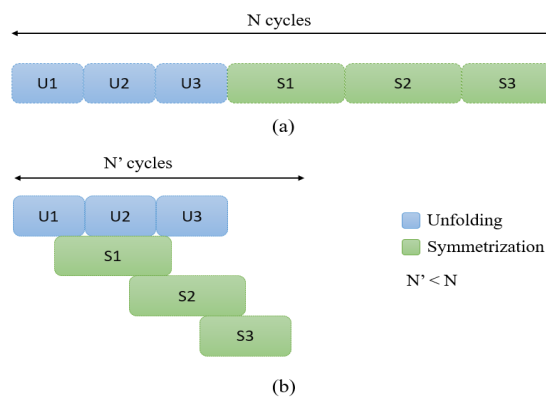 N cycles
U1 U2 U3 S1 S2 S3
(a)
N' cycles
U1 U2 U3
S1
S2
S3
Unfolding
Symmetrization
N' < N
(b)